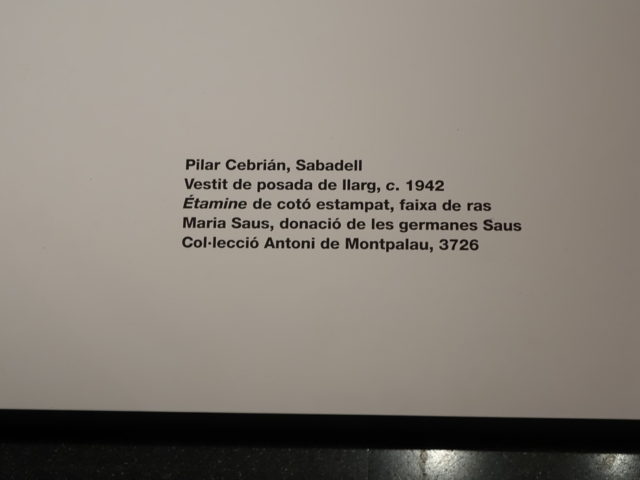 Pilar Cebrián, Sabadell
Vestit de posada de llarg, c. 1942
Étamine de cotó estampat, faixa de ras
Maria Saus, donació de les germanes Saus
Col·lecció Antoni de Montpalau, 3726